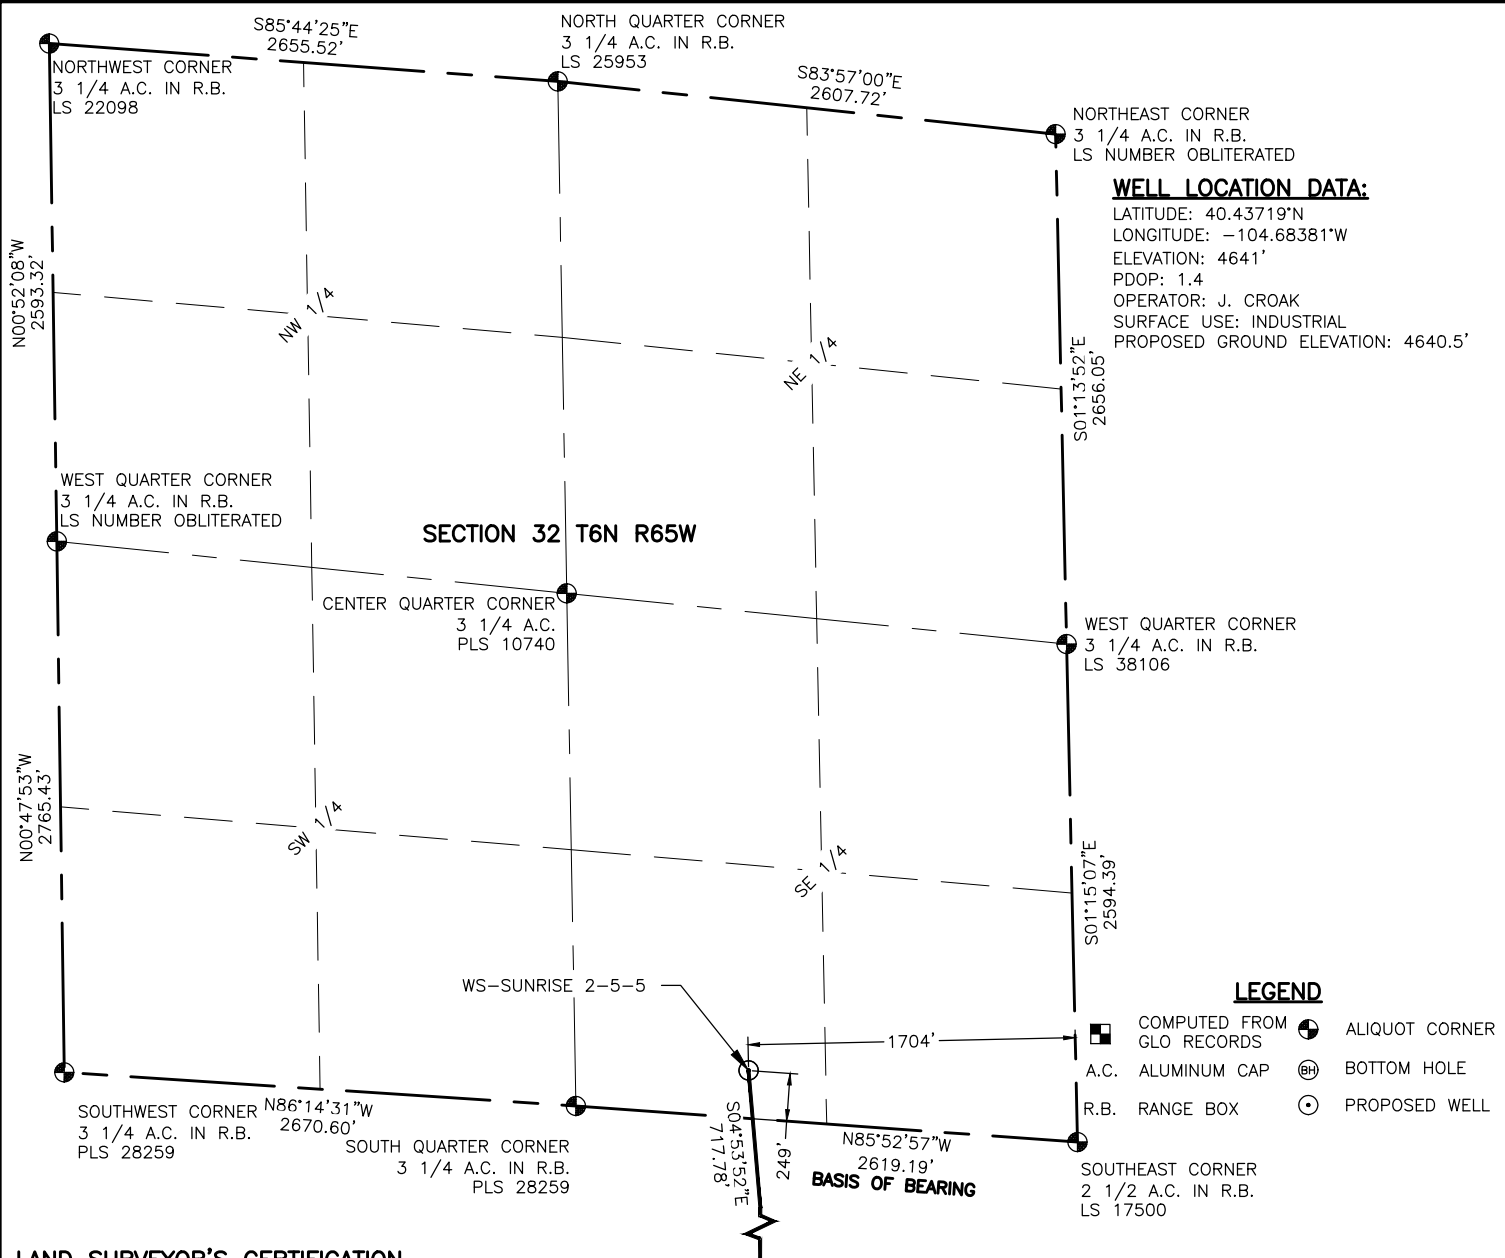 S85°44'25"E
2655.52'
NORTH QUARTER CORNER
3 1/4 A.C. IN R.B.
LS 25953
NORTHWEST CORNER
3 1/4 A.C. IN R.B.
LS 22098
S83°57'00"E
2607.72'
NORTHEAST CORNER
3 1/4 A.C. IN R.B.
LS NUMBER OBLITERATED
WELL LOCATION DATA:
LATITUDE: 40.43719°N
LONGITUDE: -104.68381°W
ELEVATION: 4641'
PDOP: 1.4
OPERATOR: J. CROAK
SURFACE USE: INDUSTRIAL
PROPOSED GROUND ELEVATION: 4640.5'
N00°52'08"W
2593.32'
NW 1/4
NE 1/4
S01°13'52"E
2656.05'
WEST QUARTER CORNER
3 1/4 A.C. IN R.B.
LS NUMBER OBLITERATED
SECTION 32 T6N R65W
CENTER QUARTER CORNER
3 1/4 A.C.
PLS 10740
WEST QUARTER CORNER
3 1/4 A.C. IN R.B.
LS 38106
N00°47'53"W
2765.43'
SW 1/4
SE 1/4
S01°15'07"E
2594.39'
WS-SUNRISE 2-5-5
1704'
LEGEND
COMPUTED FROM
GLO RECORDS
ALIQUOT CORNER
A.C. ALUMINUM CAP
BH BOTTOM HOLE
R.B. RANGE BOX
PROPOSED WELL
SOUTHWEST CORNER
3 1/4 A.C. IN R.B.
PLS 28259
N86°14'31"W
2670.60'
SOUTH QUARTER CORNER
3 1/4 A.C. IN R.B.
PLS 28259
S04°53'52"E
717.78'
249'
N85°52'57"W
2619.19'
BASIS OF BEARING
SOUTHEAST CORNER
2 1/2 A.C. IN R.B.
LS 17500
LAND SURVEYOR'S CERTIFICATION